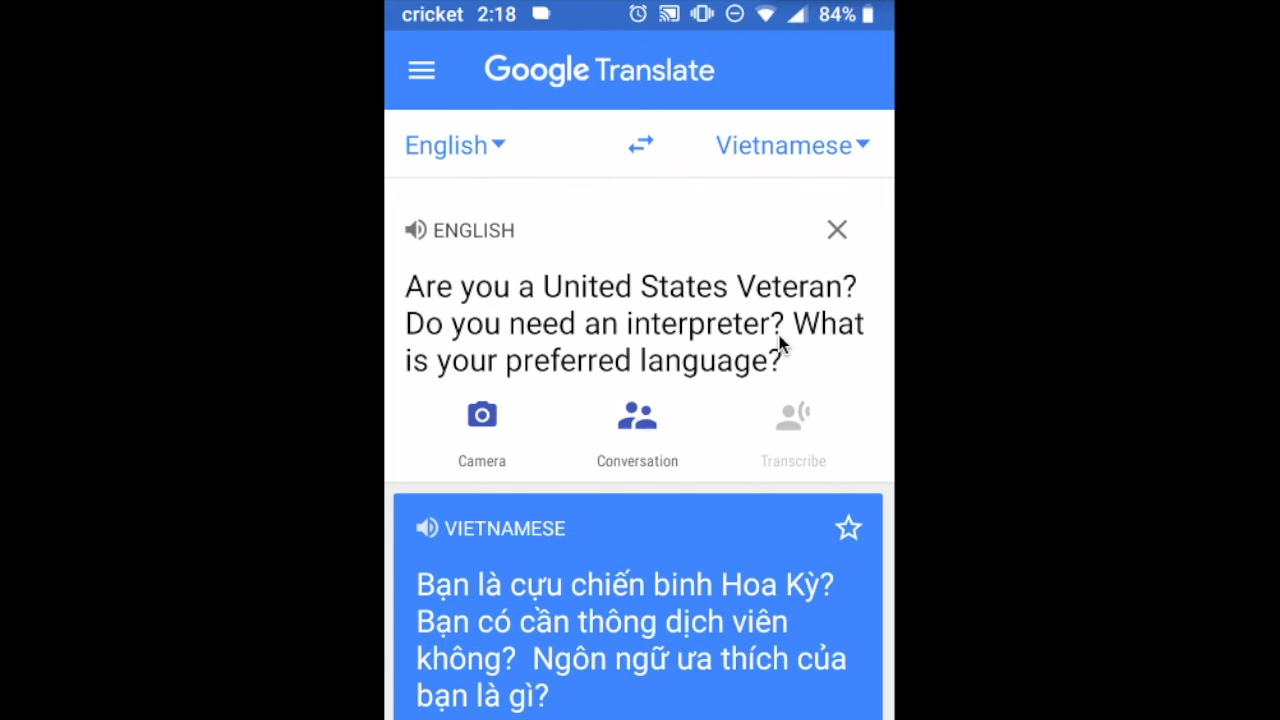 cricket 2:18 84%
Google Translate
English Vietnamese
ENGLISH
Are you a United States Veteran?
Do you need an interpreter? What
is your preferred language?
Camera Conversation Transcribe
VIETNAMESE
Bạn là cựu chiến binh Hoa Kỳ?
Bạn có cần thông dịch viên
không? Ngôn ngữ ưa thích của
bạn là gì?